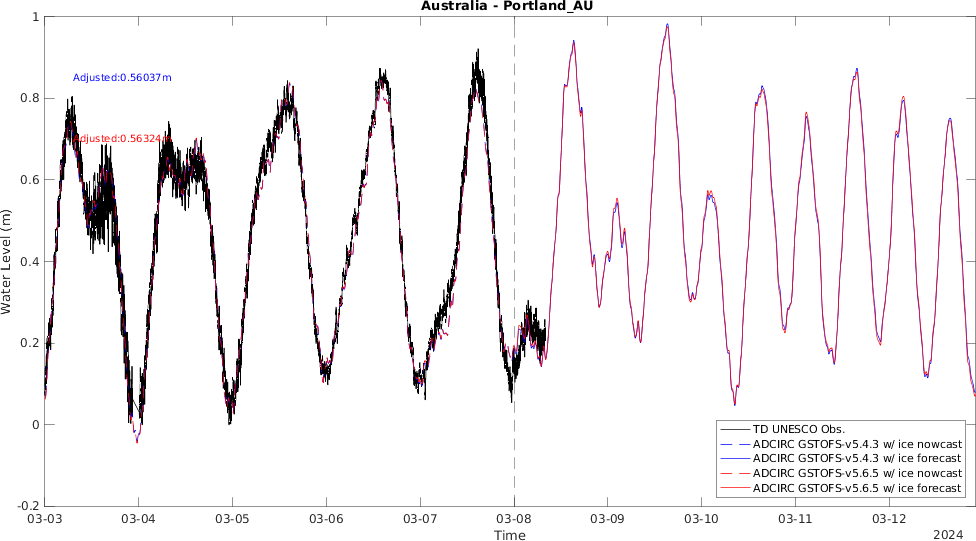 Australia - Portland_AU
1
0.8
0.6
0.4
0.2
0
-0.2
Water Level (m)
Adjusted:0.56037m
Adjusted:0.56324m
TD UNESCO Obs.
ADCIRC GSTOFS-v5.4.3 w/ ice nowcast
ADCIRC GSTOFS-v5.4.3 w/ ice forecast
ADCIRC GSTOFS-v5.6.5 w/ ice nowcast
ADCIRC GSTOFS-v5.6.5 w/ ice forecast
03-03 03-04 03-05 03-06 03-07 03-08 03-09 03-10 03-11 03-12
Time
2024